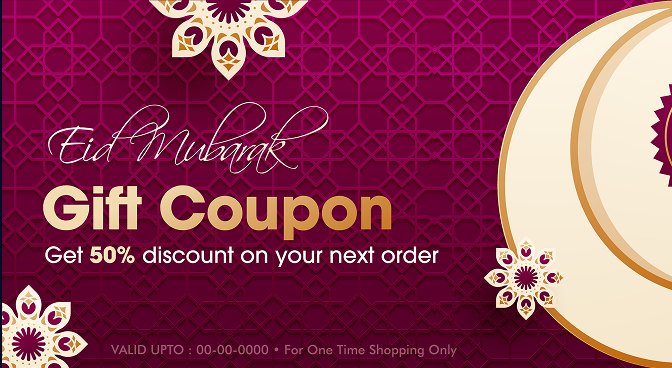 Eid Mubarak
Gift Coupon
Get 50% discount on your next order
VALID UPTO : 00-00-0000 • For One Time Shopping Only